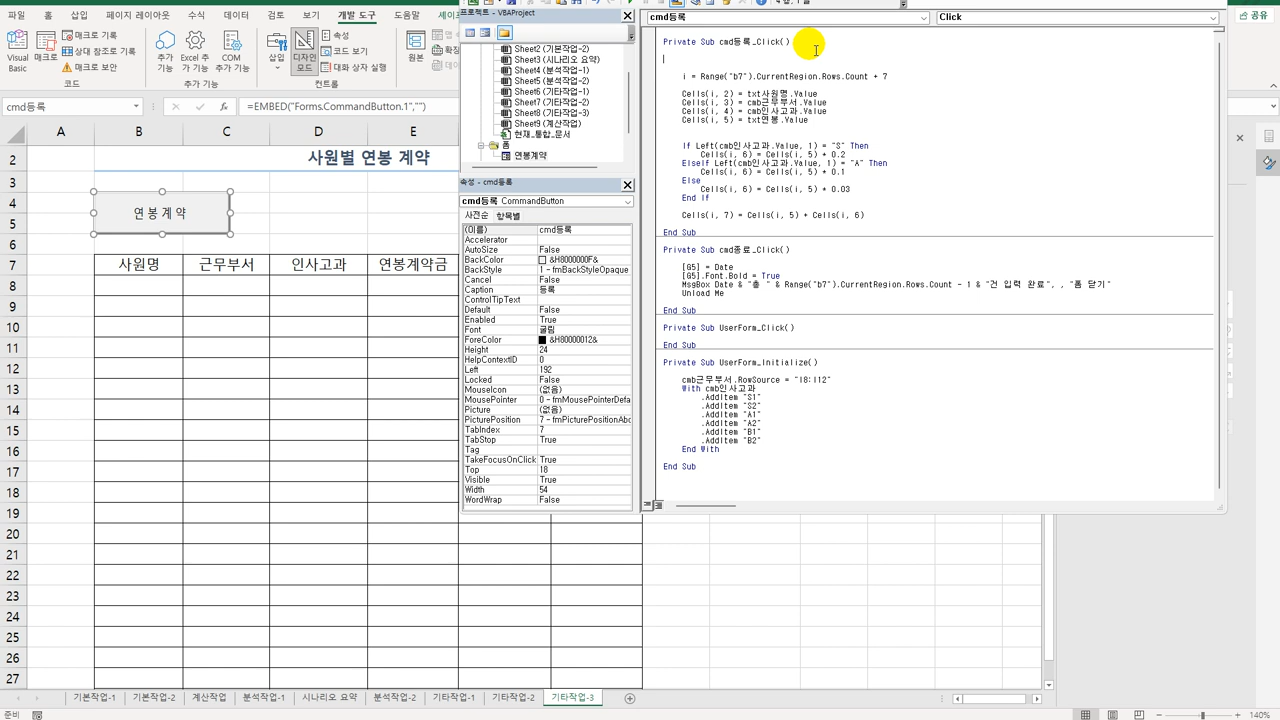 파일
홈
삽입
페이지 레이아웃
수식
데이터
검토
보기
개발 도구
도움말
공유
Visual Basic
매크로
매크로 기록
상대 참조 기록
매크로 보안
코드
추가 기능
Excel 추가 기능
COM 추가 기능
추가 기능
삽입
디자인 모드
속성
코드 보기
대화 상자 실행
컨트롤
원본
cmd등록
=EMBED("Forms.CommandButton.1","")
A B C D E
2 사원별 연봉 계약
3
4
연봉계약
5
6
7 사원명 근무부서 인사고과 연봉계약금
8
9
10
11
12
13
14
15
16
17
18
19
20
21
22
23
24
25
26
27
기본작업-1 기본작업-2 계산작업 분석작업-1 시나리오 요약 분석작업-2 기타작업-1 기타작업-2 기타작업-3
준비
140%
프로젝트 - VBAProject
Sheet2 (기본작업-2)
Sheet3 (시나리오 요약)
Sheet4 (분석작업-1)
Sheet5 (분석작업-2)
Sheet6 (기타작업-1)
Sheet7 (기타작업-2)
Sheet8 (기타작업-3)
Sheet9 (계산작업)
현재_통합_문서
폼
연봉계약
속성 - cmd등록
cmd등록 CommandButton
사전순 항목별
(이름) cmd등록
Accelerator
AutoSize False
BackColor &H8000000F&
BackStyle 1 - fmBackStyleOpaque
Cancel False
Caption 등록
ControlTipText
Default False
Enabled True
Font 굴림
ForeColor &H80000012&
Height 24
HelpContextID 0
Left 192
Locked False
MouseIcon (없음)
MousePointer 0 - fmMousePointerDefa
Picture (없음)
PicturePosition 7 - fmPicturePositionAbo
TabIndex 7
TabStop True
Tag
TakeFocusOnClick True
Top 18
Visible True
Width 54
WordWrap False
cmd등록 Click
Private Sub cmd등록_Click()
i = Range("b7").CurrentRegion.Rows.Count + 7
Cells(i, 2) = txt사원명.Value
Cells(i, 3) = cmb근무부서.Value
Cells(i, 4) = cmb인사고과.Value
Cells(i, 5) = txt연봉.Value
If Left(cmb인사고과.Value, 1) = "S" Then
Cells(i, 6) = Cells(i, 5) * 0.2
ElseIf Left(cmb인사고과.Value, 1) = "A" Then
Cells(i, 6) = Cells(i, 5) * 0.1
Else
Cells(i, 6) = Cells(i, 5) * 0.03
End If
Cells(i, 7) = Cells(i, 5) + Cells(i, 6)
End Sub
Private Sub cmd종료_Click()
[G5] = Date
[G5].Font.Bold = True
MsgBox Date & "총 " & Range("b7").CurrentRegion.Rows.Count - 1 & "건 입력 완료", , "폼 닫기"
Unload Me
End Sub
Private Sub UserForm_Click()
End Sub
Private Sub UserForm_Initialize()
cmb근무부서.RowSource = "I8:I12"
With cmb인사고과
.AddItem "S1"
.AddItem "S2"
.AddItem "A1"
.AddItem "A2"
.AddItem "B1"
.AddItem "B2"
End With
End Sub